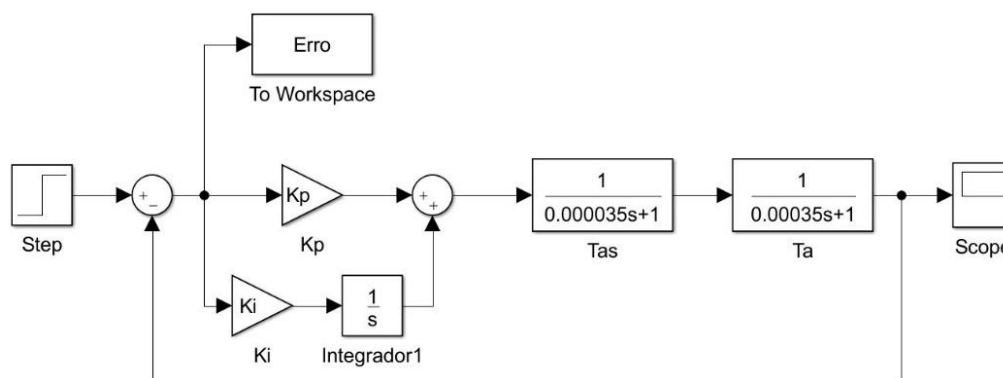 Erro
To Workspace
Step
+
−
Kp
Kp
+
+
1
0.000035s+1
Tas
1
0.00035s+1
Ta
Scope
Ki
Ki
1
s
Integrador1